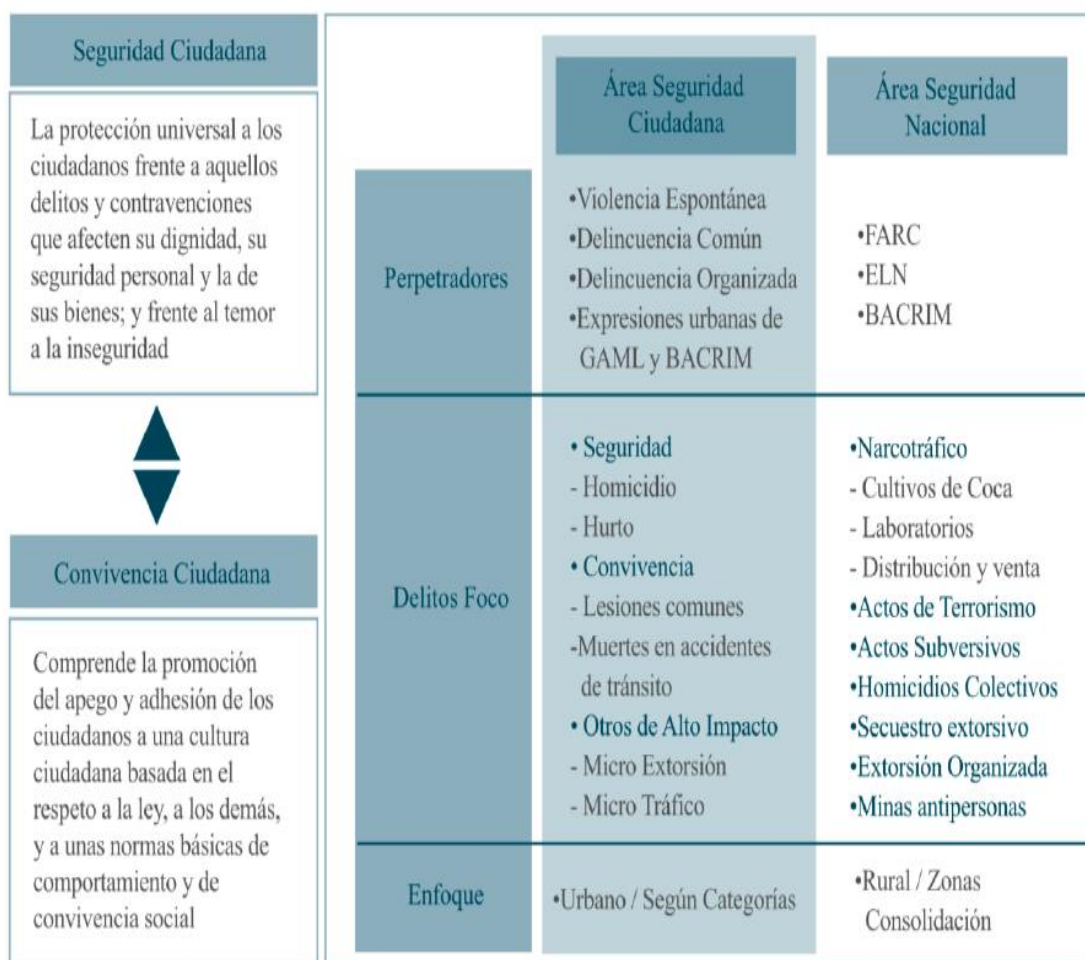 Seguridad Ciudadana
La protección universal a los
ciudadanos frente a aquellos
delitos y contravenciones
que afecten su dignidad, su
seguridad personal y la de
sus bienes; y frente al temor
a la inseguridad
Convivencia Ciudadana
Comprende la promoción
del apego y adhesión de los
ciudadanos a una cultura
ciudadana basada en el
respeto a la ley, a los demás,
y a unas normas básicas de
comportamiento y de
convivencia social
Área Seguridad
Ciudadana
Área Seguridad
Nacional
Perpetradores
•Violencia Espontánea
•Delincuencia Común
•Delincuencia Organizada
•Expresiones urbanas de
GAML y BACRIM
•FARC
•ELN
•BACRIM
Delitos Foco
• Seguridad
- Homicidio
- Hurto
• Convivencia
- Lesiones comunes
-Muertes en accidentes
de tránsito
• Otros de Alto Impacto
- Micro Extorsión
- Micro Tráfico
•Narcotráfico
- Cultivos de Coca
- Laboratorios
- Distribución y venta
•Actos de Terrorismo
•Actos Subversivos
•Homicidios Colectivos
•Secuestro extorsivo
•Extorsión Organizada
•Minas antipersonas
Enfoque
•Urbano / Según Categorías
•Rural / Zonas
Consolidación